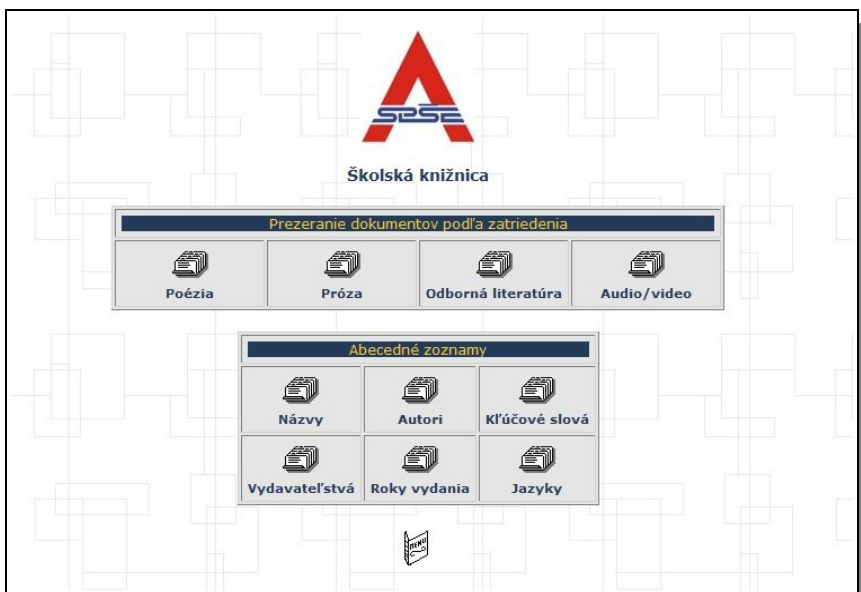 SPŠE
Školská knižnica
Prezeranie dokumentov podľa zatriedenia
Poézia Próza Odborná literatúra Audio/video
Abecedné zoznamy
Názvy Autori Kľúčové slová
Vydavateľstvá Roky vydania Jazyky
MENU